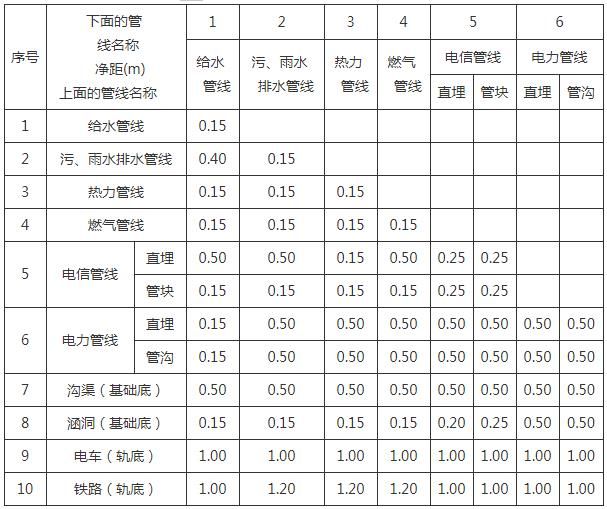 序号 下面的管线名称 净距(m) 上面的管线名称 1 2 3 4 5 6
给水管线 污、雨水排水管线 热力管线 燃气管线 电信管线 电力管线
直埋 管块 直埋 管沟
1 给水管线 0.15
2 污、雨水排水管线 0.40 0.15
3 热力管线 0.15 0.15 0.15
4 燃气管线 0.15 0.15 0.15 0.15
5 电信管线 直埋 0.50 0.50 0.15 0.50 0.25 0.25
管块 0.15 0.15 0.15 0.15 0.25 0.25
6 电力管线 直埋 0.15 0.50 0.50 0.50 0.50 0.50 0.50 0.50
管沟 0.15 0.50 0.50 0.50 0.50 0.50 0.50 0.50
7 沟渠（基础底） 0.50 0.50 0.50 0.50 0.50 0.50 0.50 0.50
8 涵洞（基础底） 0.15 0.15 0.15 0.15 0.20 0.25 0.50 0.50
9 电车（轨底） 1.00 1.00 1.00 1.00 1.00 1.00 1.00 1.00
10 铁路（轨底） 1.00 1.20 1.20 1.20 1.00 1.00 1.00 1.00